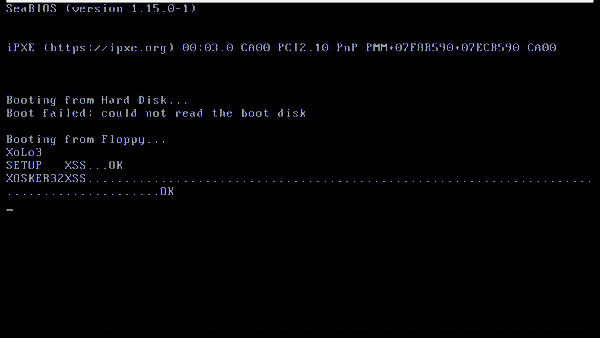 SeaBIOS (version 1.15.0-1)
iPXE (https://ipxe.org) 00:03.0 CA00 PCI2.10 PnP PMM+07F8B590+07ECB590 CA00
Booting from Hard Disk...
Boot failed: could not read the boot disk
Booting from Floppy...
XoLo3
SETUP   XSS...OK
XOSKER32XSS....................................................................................
.....................OK
_